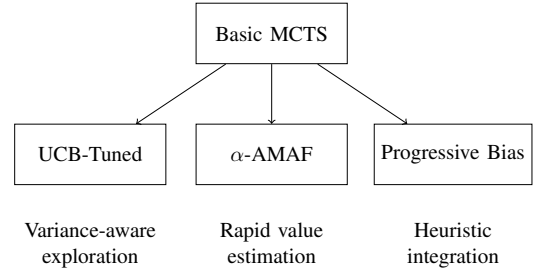 Basic MCTS
UCB-Tuned
α-AMAF
Progressive Bias
Variance-aware
exploration
Rapid value
estimation
Heuristic
integration